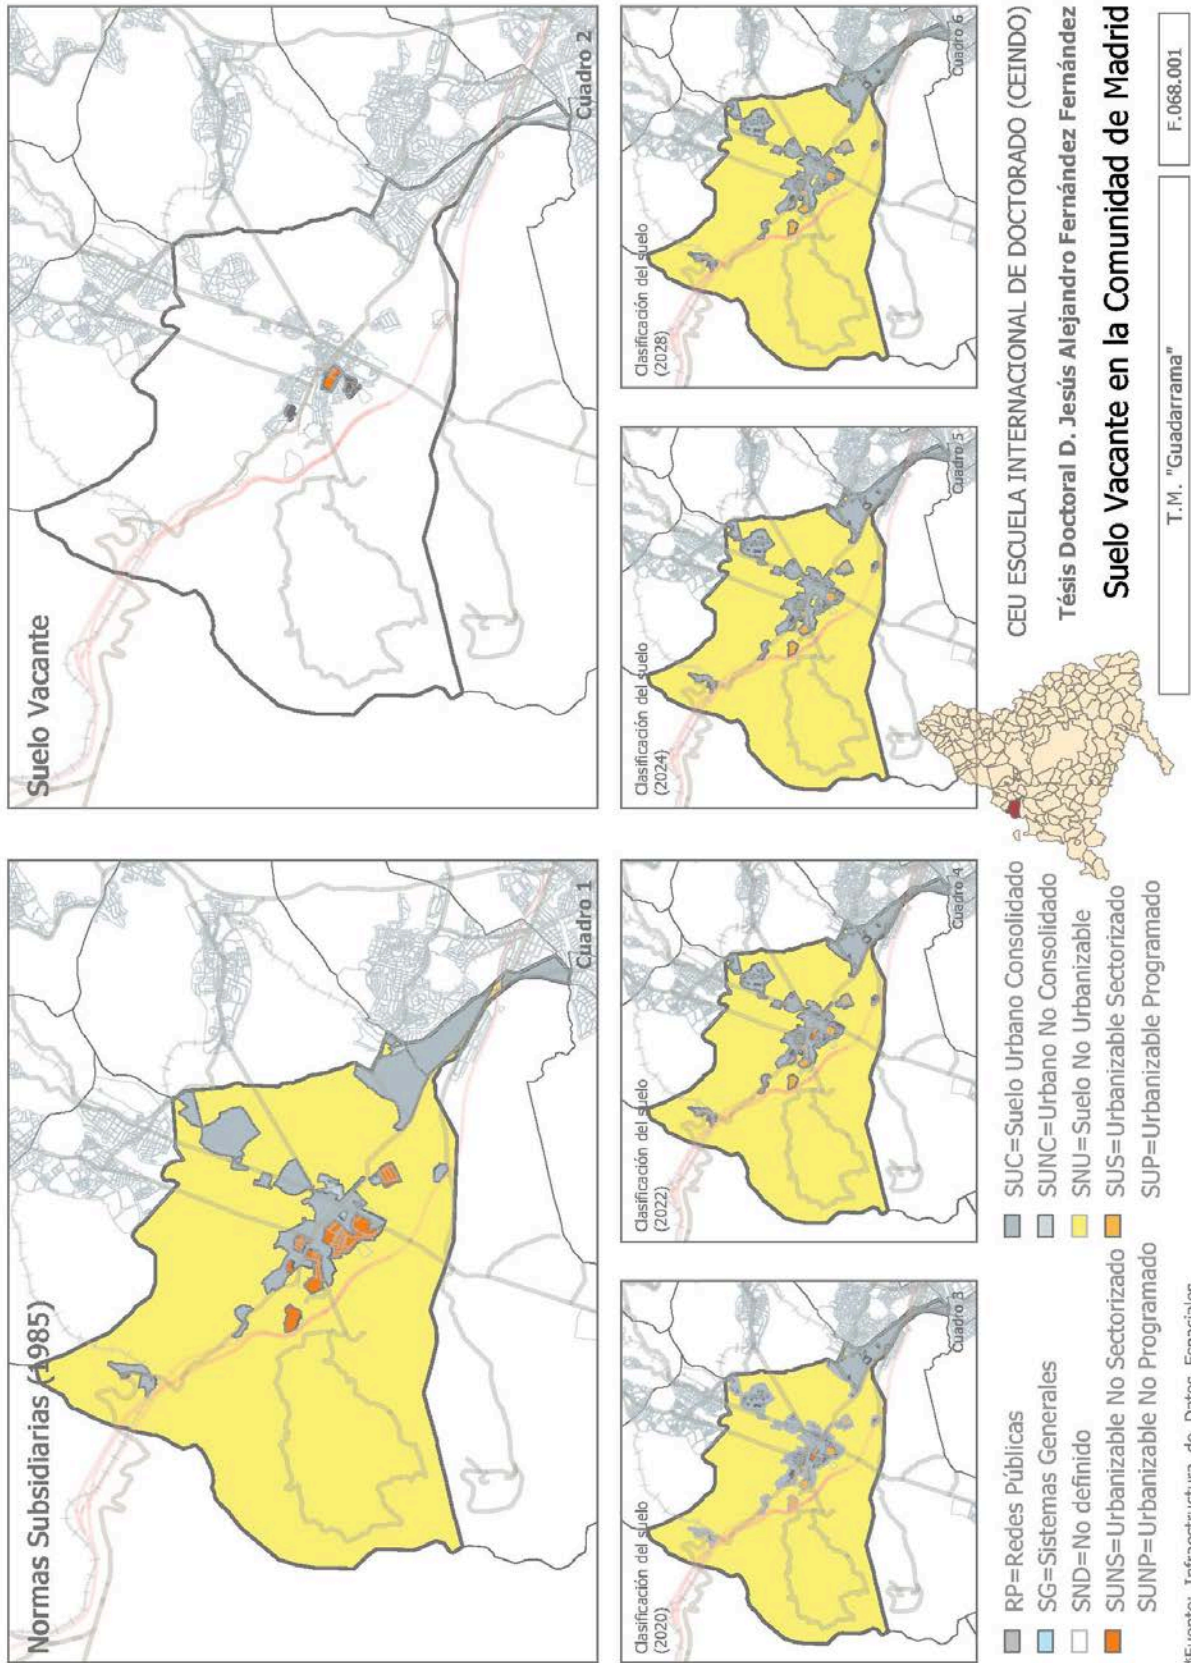 Normas Subsidiarias (1985)
Cuadro 1
Suelo Vacante
Cuadro 2
Clasificación del suelo
(2020)
Cuadro 3
Clasificación del suelo
(2022)
Cuadro 4
Clasificación del suelo
(2024)
Cuadro 5
Clasificación del suelo
(2028)
Cuadro 6
RP=Redes Públicas
SG=Sistemas Generales
SND=No definido
SUNS=Urbanizable No Sectorizado
SUNP=Urbanizable No Programado
SUC=Suelo Urbano Consolidado
SUNC=Urbano No Consolidado
SNU=Suelo No Urbanizable
SUS=Urbanizable Sectorizado
SUP=Urbanizable Programado
CEU ESCUELA INTERNACIONAL DE DOCTORADO (CEINDO)
Tésis Doctoral D. Jesús Alejandro Fernández Fernández
Suelo Vacante en la Comunidad de Madrid
T.M. "Guadarrama"
F.068.001
*Fuente: Infraestructura de Datos Espaciales